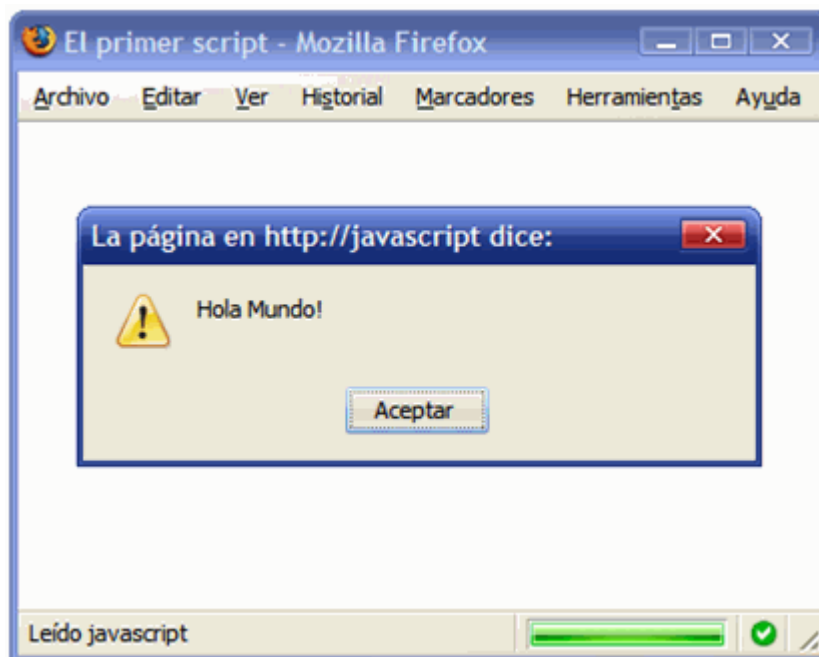 El primer script - Mozilla Firefox
Archivo Editar Ver Historial Marcadores Herramientas Ayuda
La página en http://javascript dice:
Hola Mundo!
Aceptar
Leído javascript